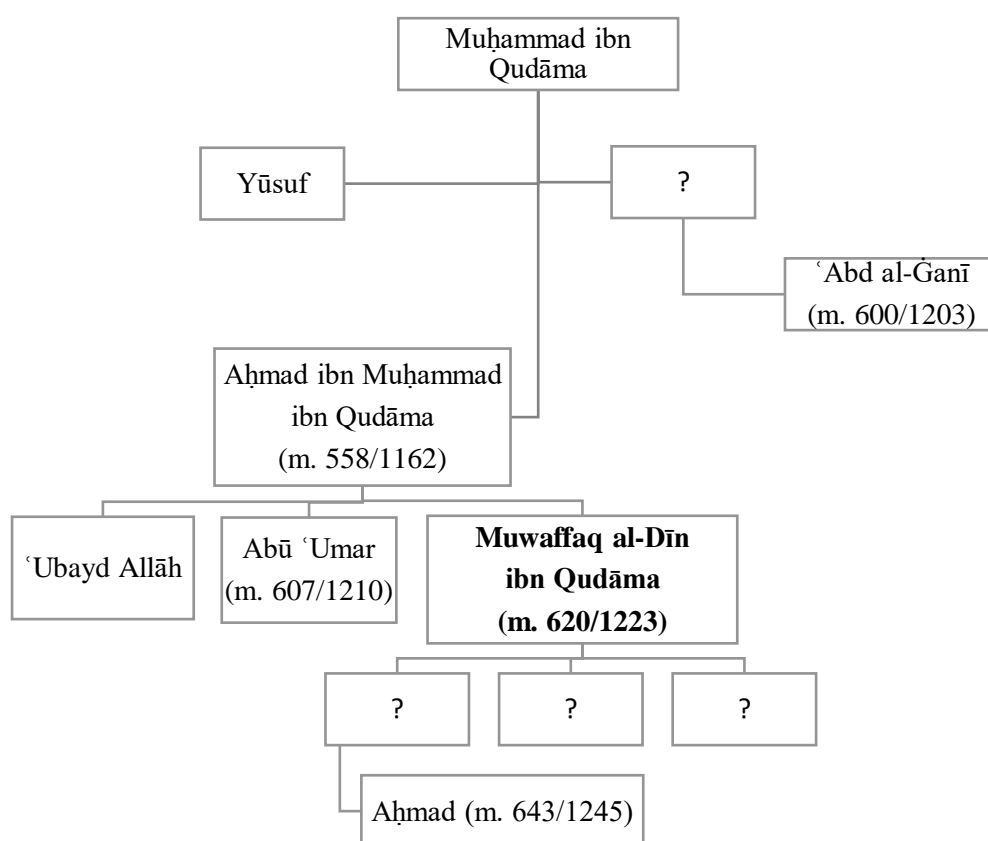 Muḥammad ibn
Qudāma
Yūsuf
?
ʿAbd al-Ġanī
(m. 600/1203)
Aḥmad ibn Muḥammad
ibn Qudāma
(m. 558/1162)
ʿUbayd Allāh
Abū ʿUmar
(m. 607/1210)
Muwaffaq al-Dīn
ibn Qudāma
(m. 620/1223)
?
?
?
Aḥmad (m. 643/1245)